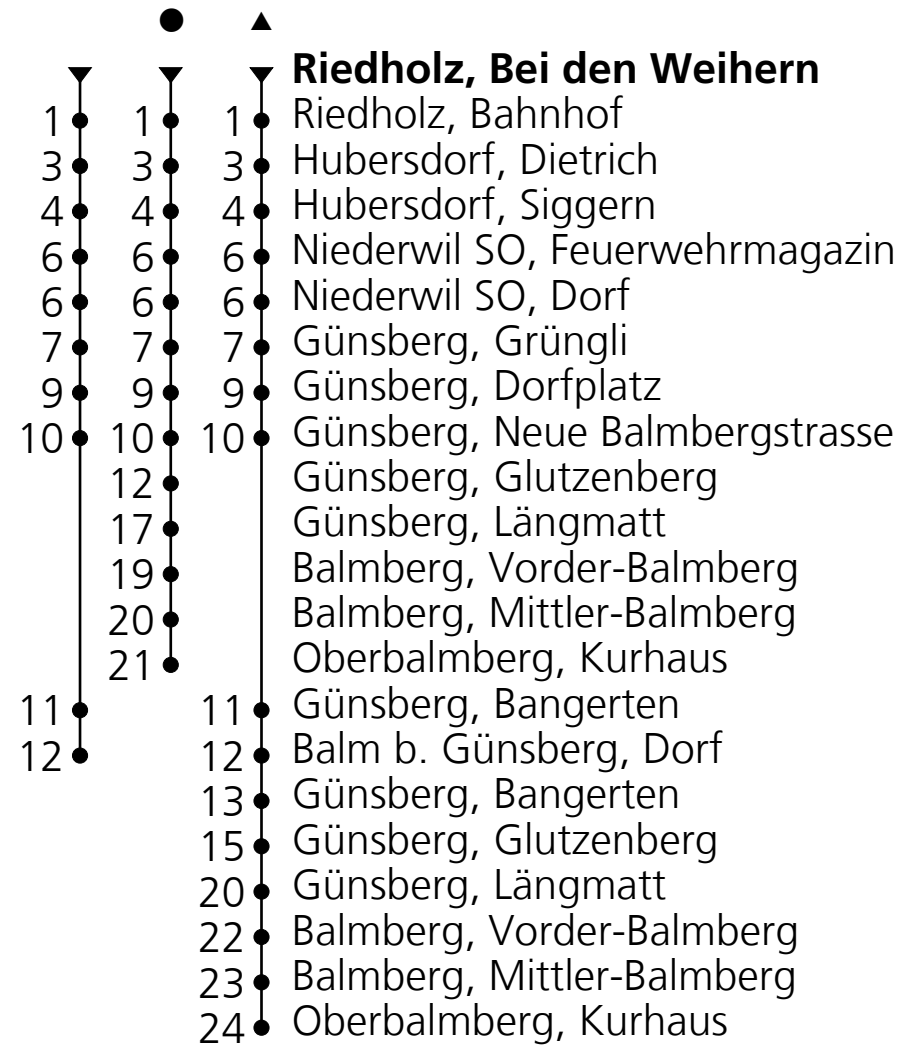 ● ▲
Riedholz, Bei den Weihern
1 1 1 Riedholz, Bahnhof
3 3 3 Hubersdorf, Dietrich
4 4 4 Hubersdorf, Siggern
6 6 6 Niederwil SO, Feuerwehrmagazin
6 6 6 Niederwil SO, Dorf
7 7 7 Günsberg, Grüngli
9 9 9 Günsberg, Dorfplatz
10 10 10 Günsberg, Neue Balmbergstrasse
12 Günsberg, Glutzenberg
17 Günsberg, Längmatt
19 Balmberg, Vorder-Balmberg
20 Balmberg, Mittler-Balmberg
21 Oberbalmberg, Kurhaus
11 11 Günsberg, Bangerten
12 12 Balm b. Günsberg, Dorf
13 Günsberg, Bangerten
15 Günsberg, Glutzenberg
20 Günsberg, Längmatt
22 Balmberg, Vorder-Balmberg
23 Balmberg, Mittler-Balmberg
24 Oberbalmberg, Kurhaus